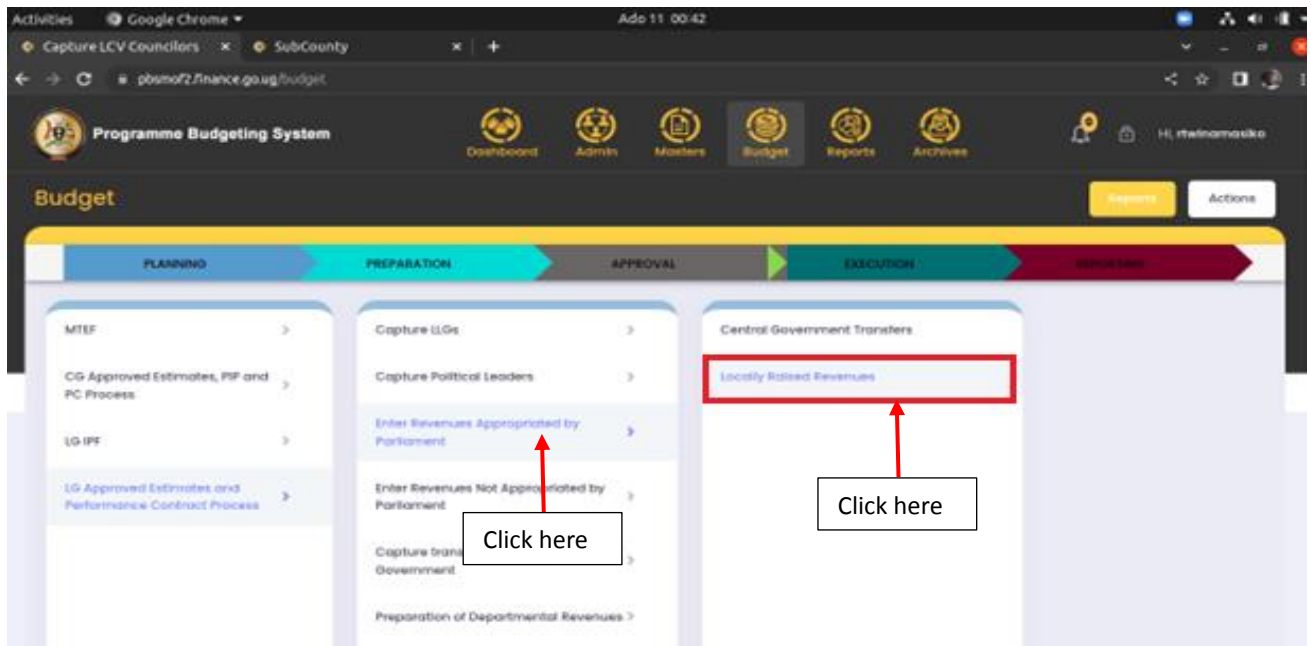 Activities Google Chrome Ado 11 00:42
Capture LCV Councilors × SubCounty × +
pbsmof2.finance.go.ug/budget
Programme Budgeting System
Dashboard Admin Masters Budget Reports Archives
Hi, rtwinamasiko
Budget
Reports Actions
PLANNING PREPARATION APPROVAL EXECUTION REPORTING
MTEF
CG Approved Estimates, PIP and
PC Process
LG IPF
LG Approved Estimates and
Performance Contract Process
Capture LLGs
Capture Political Leaders
Enter Revenues Appropriated by
Parliament
Enter Revenues Not Appropriated by
Parliament
Click here
Capture
Government
Preparation of Departmental Revenues
Central Government Transfers
Locally Raised Revenues
Click here